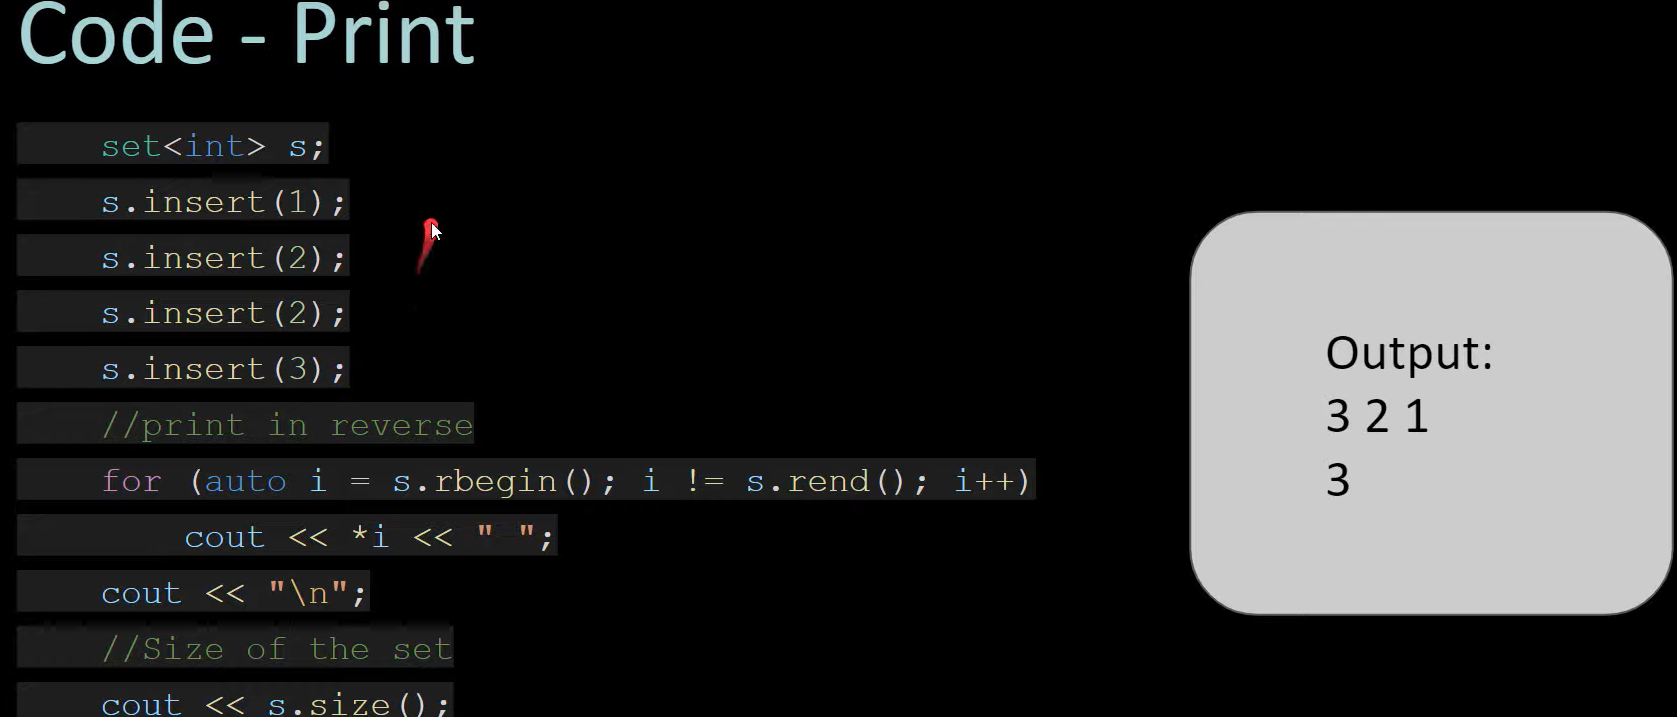 Code - Print
set<int> s;
s.insert(1);
s.insert(2);
s.insert(2);
s.insert(3);
//print in reverse
for (auto i = s.rbegin(); i != s.rend(); i++)
cout << *i << " ";
cout << "\n";
//Size of the set
cout << s.size();
Output:
3 2 1
3